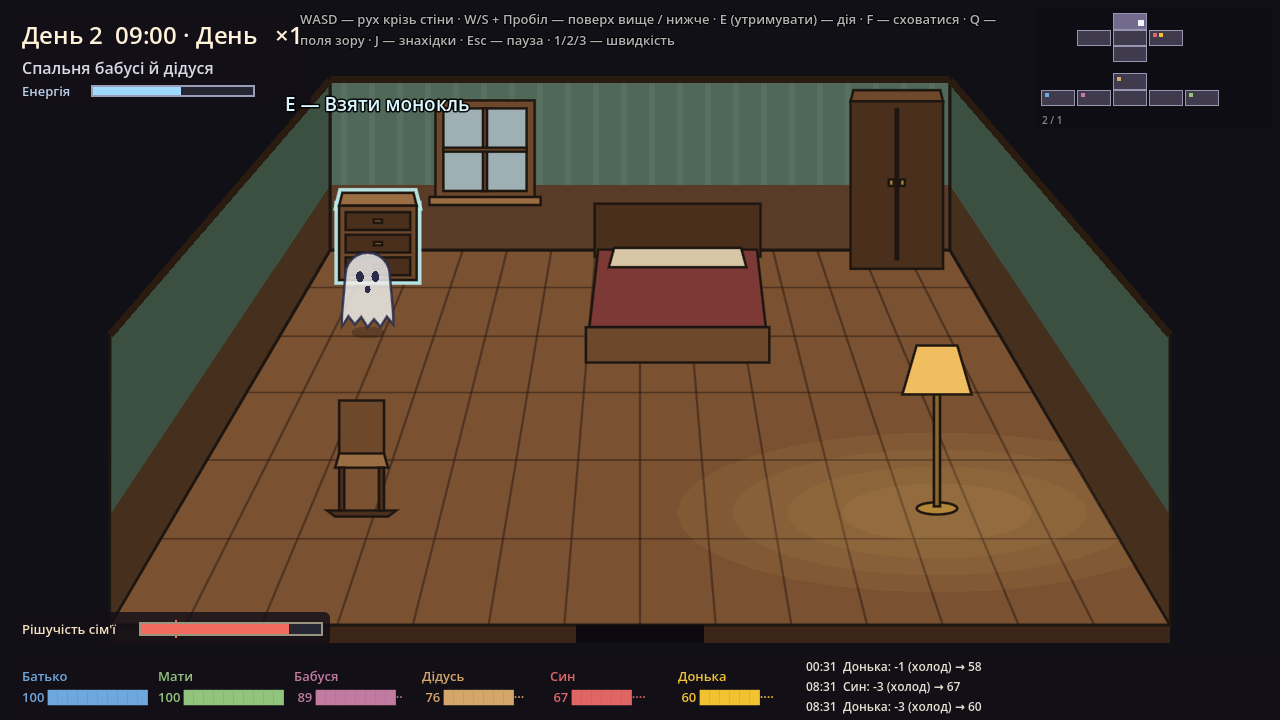 День 2  09:00 · День   ×1
WASD — рух крізь стіни · W/S + Пробіл — поверх вище / нижче · E (утримувати) — дія · F — сховатися · Q —
поля зору · J — знахідки · Esc — пауза · 1/2/3 — швидкість
Спальня бабусі й дідуся
Енергія
E — Взяти монокль
2 / 1
Рішучість сім'ї
Батько
100
Мати
100
Бабуся
89
Дідусь
76
Син
67
Донька
60
00:31  Донька: -1 (холод) → 58
08:31  Син: -3 (холод) → 67
08:31  Донька: -3 (холод) → 60